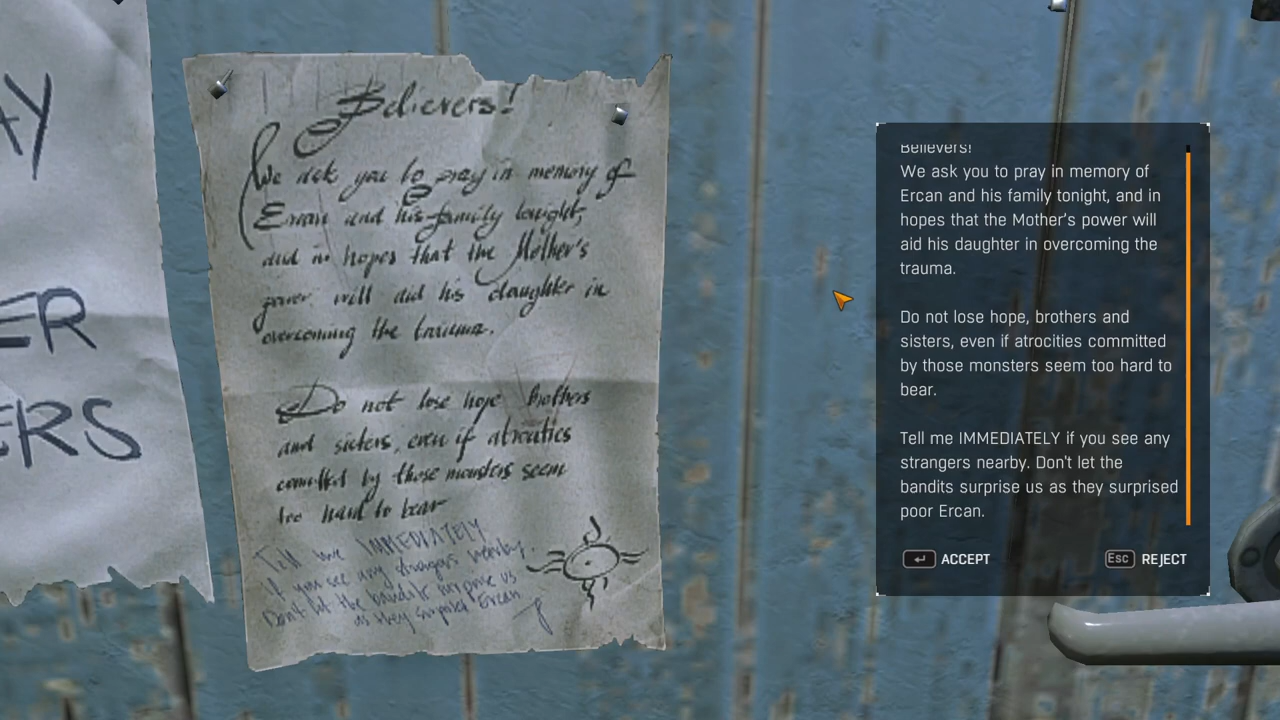 AY
ER
ERS
Believers!
We ask you to pray in memory of
Ercan and his family tonight,
and in hopes that the Mother's
power will aid his daughter in
overcoming the trauma.
Do not lose hope Brothers
and sisters, even if atrocities
committed by those monsters seem
too hard to bear
Tell me IMMEDIATELY
if you see any strangers nearby.
Don't let the bandits surprise us
as they surprised Ercan
Believers!
We ask you to pray in memory of
Ercan and his family tonight, and in
hopes that the Mother's power will
aid his daughter in overcoming the
trauma.
Do not lose hope, brothers and
sisters, even if atrocities committed
by those monsters seem too hard to
bear.
Tell me IMMEDIATELY if you see any
strangers nearby. Don't let the
bandits surprise us as they surprised
poor Ercan.
ACCEPT
Esc REJECT